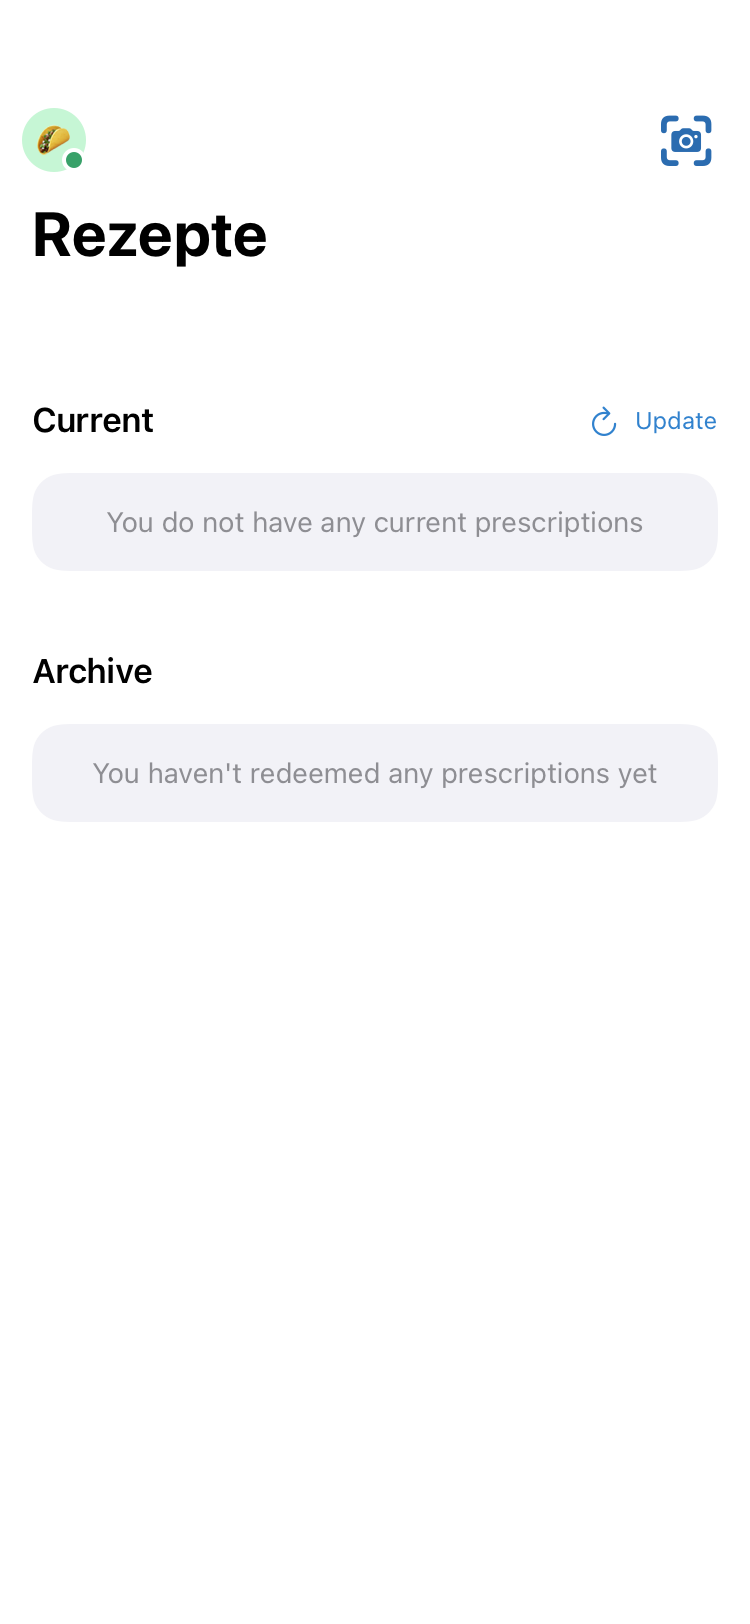 Rezepte
Current
Update
You do not have any current prescriptions
Archive
You haven't redeemed any prescriptions yet